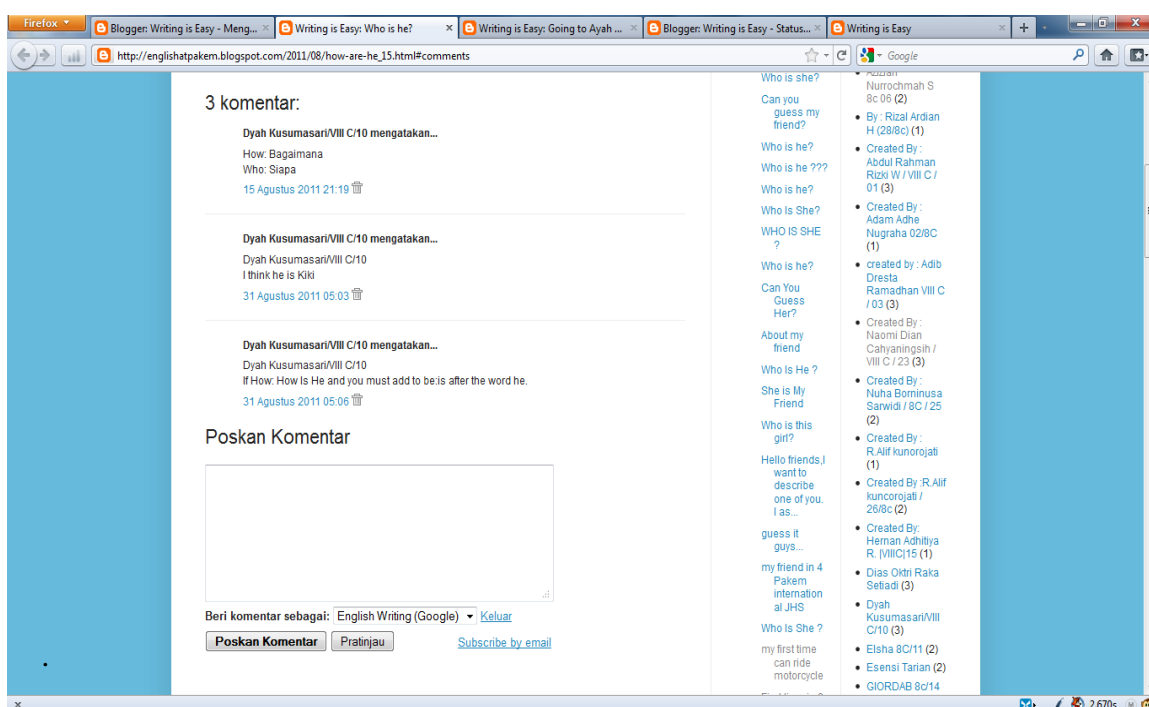 Firefox
Blogger: Writing is Easy - Meng...
Writing is Easy: Who is he?
Writing is Easy: Going to Ayah ...
Blogger: Writing is Easy - Status...
Writing is Easy
http://englishatpakem.blogspot.com/2011/08/how-are-he_15.html#comments
Google
3 komentar:
Dyah Kusumasari/VIII C/10 mengatakan...
How: Bagaimana
Who: Siapa
15 Agustus 2011 21:19
Dyah Kusumasari/VIII C/10 mengatakan...
Dyah Kusumasari/VIII C/10
I think he is Kiki
31 Agustus 2011 05:03
Dyah Kusumasari/VIII C/10 mengatakan...
Dyah Kusumasari/VIII C/10
If How: How Is He and you must add to be:is after the word he.
31 Agustus 2011 05:06
Poskan Komentar
Beri komentar sebagai: English Writing (Google) Keluar
Poskan Komentar Pratinjau Subscribe by email
Who is she?
Can you
guess my
friend?
Who is he?
Who is he ???
Who is he?
Who Is She?
WHO IS SHE
?
Who is he?
Can You
Guess
Her?
About my
friend
Who Is He ?
She is My
Friend
Who is this
girl?
Hello friends,I
want to
describe
one of you.
I as...
guess it
guys...
my friend in 4
Pakem
internation
al JHS
Who Is She ?
my first time
can ride
motorcycle
Nurrochmah S
8c 06 (2)
By : Rizal Ardian
H (28/8c) (1)
Created By :
Abdul Rahman
Rizki W / VIII C /
01 (3)
Created By :
Adam Adhe
Nugraha 02/8C
(1)
created by : Adib
Dresta
Ramadhan VIII C
/ 03 (3)
Created By :
Naomi Dian
Cahyaningsih /
VIII C / 23 (3)
Created By :
Nuha Borninusa
Sarwidi / 8C / 25
(2)
Created By :
R.Alif kunorojati
(1)
Created By :R.Alif
kuncorojati /
26/8c (2)
Created By:
Hernan Adhitiya
R. |VIIIC|15 (1)
Dias Oktri Raka
Setiadi (3)
Dyah
Kusumasari/VIII
C/10 (3)
Elsha 8C/11 (2)
Esensi Tarian (2)
GIORDAB 8c/14
x
2.670s